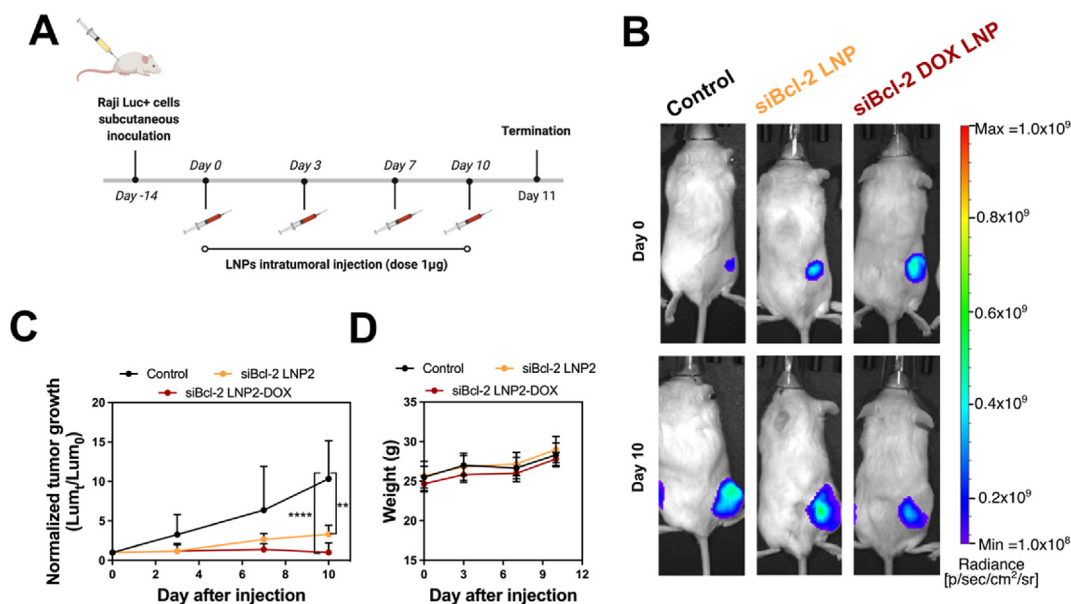 A
Raji Luc+ cells
subcutaneous
inoculation
Termination
Day 0
Day 3
Day 7
Day 10
Day -14
Day 11
LNPs intratumoral injection (dose 1µg)
B
Control
siBcl-2 LNP
siBcl-2 DOX LNP
Day 0
Day 10
Max =1.0x10⁹
0.8x10⁹
0.6x10⁹
0.4x10⁹
0.2x10⁹
Min =1.0x10⁸
Radiance
[p/sec/cm²/sr]
C
Control
siBcl-2 LNP2
siBcl-2 LNP2-DOX
Normalized tumor growth
(Lumₜ/Lum₀)
20
15
10
5
0
****
**
0
2
4
6
8
10
Day after injection
D
Control
siBcl-2 LNP2
siBcl-2 LNP2-DOX
Weight (g)
35
30
25
20
15
10
0
3
6
9
12
Day after injection